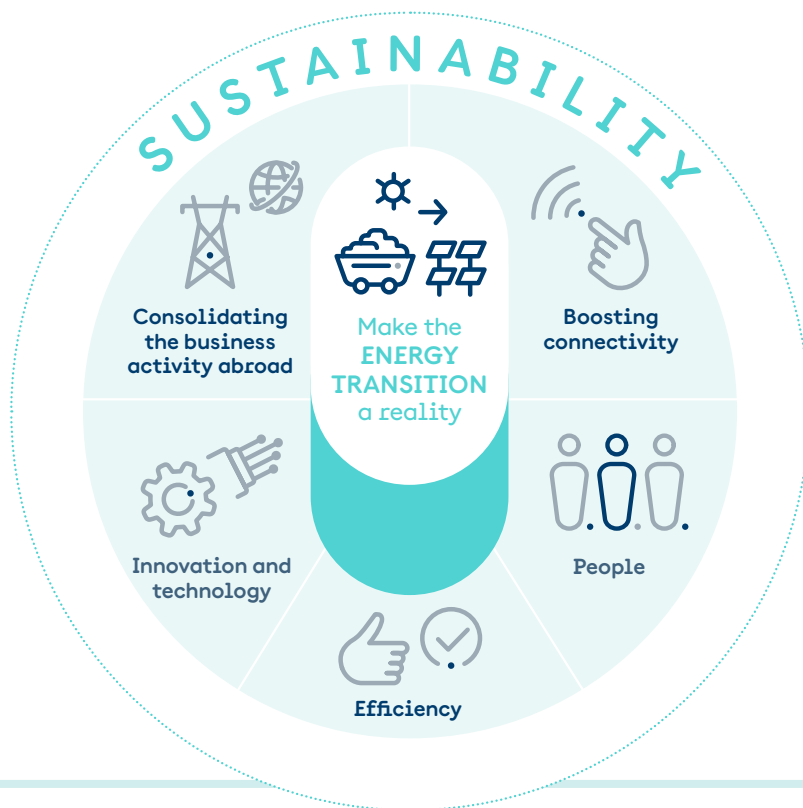 SUSTAINABILITY
Make the
ENERGY
TRANSITION
a reality
Consolidating
the business
activity abroad
Boosting
connectivity
Innovation and
technology
People
Efficiency